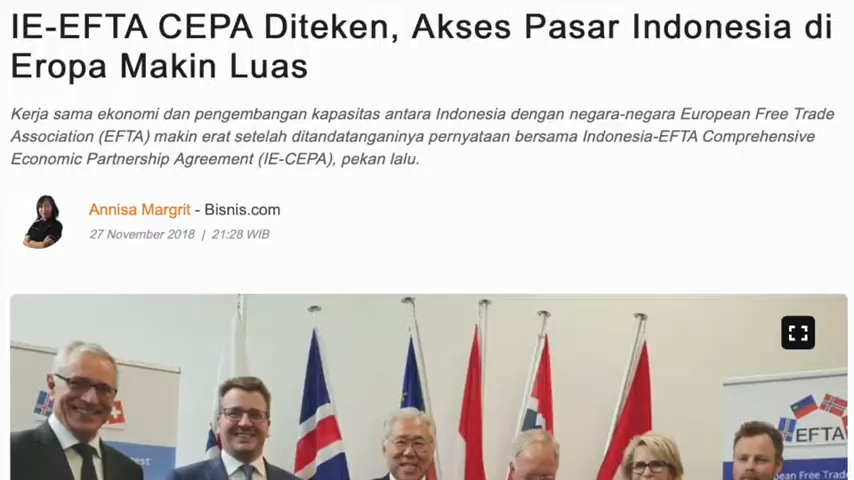 IE-EFTA CEPA Diteken, Akses Pasar Indonesia di
Eropa Makin Luas
Kerja sama ekonomi dan pengembangan kapasitas antara Indonesia dengan negara-negara European Free Trade
Association (EFTA) makin erat setelah ditandatanganinya pernyataan bersama Indonesia-EFTA Comprehensive
Economic Partnership Agreement (IE-CEPA), pekan lalu.
Annisa Margrit - Bisnis.com
27 November 2018 | 21:28 WIB
EFTA